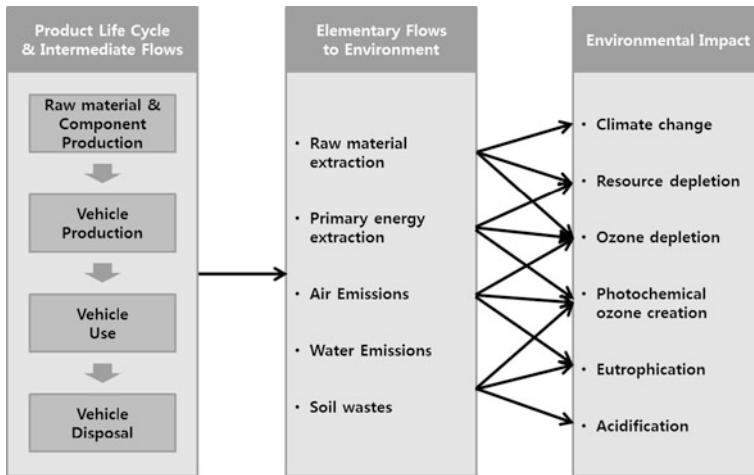 Product Life Cycle
& Intermediate Flows
Raw material &
Component
Production
Vehicle
Production
Vehicle
Use
Vehicle
Disposal
Elementary Flows
to Environment
• Raw material
extraction
• Primary energy
extraction
• Air Emissions
• Water Emissions
• Soil wastes
Environmental Impact
• Climate change
• Resource depletion
• Ozone depletion
• Photochemical
ozone creation
• Eutrophication
• Acidification